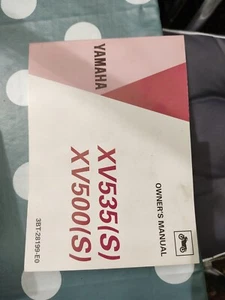 YAMAHA
XV535(S)
XV500(S)
OWNER'S MANUAL
3BT-28199-E0